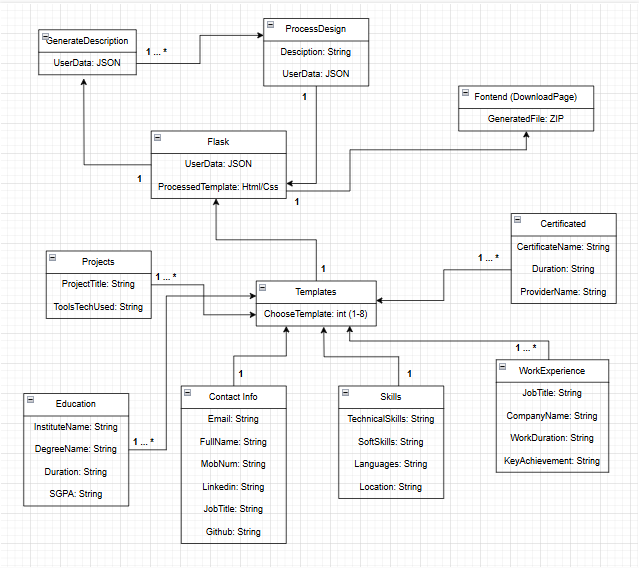 ProcessDesign
Desciption: String
UserData: JSON
GenerateDescription
UserData: JSON
1 ... *
1
Fontend (DownloadPage)
GeneratedFile: ZIP
Flask
UserData: JSON
ProcessedTemplate: Html/Css
1
1
Certificated
CertificateName: String
Duration: String
ProviderName: String
1 ... *
Projects
ProjectTitle: String
ToolsTechUsed: String
1 ... *
1
Templates
ChooseTemplate: int (1-8)
1 ... *
WorkExperience
JobTitle: String
CompanyName: String
WorkDuration: String
KeyAchievement: String
1
1
Education
InstituteName: String
DegreeName: String
Duration: String
SGPA: String
1 ... *
Contact Info
Email: String
FullName: String
MobNum: String
Linkedin: String
JobTitle: String
Github: String
Skills
TechnicalSkills: String
SoftSkills: String
Languages: String
Location: String